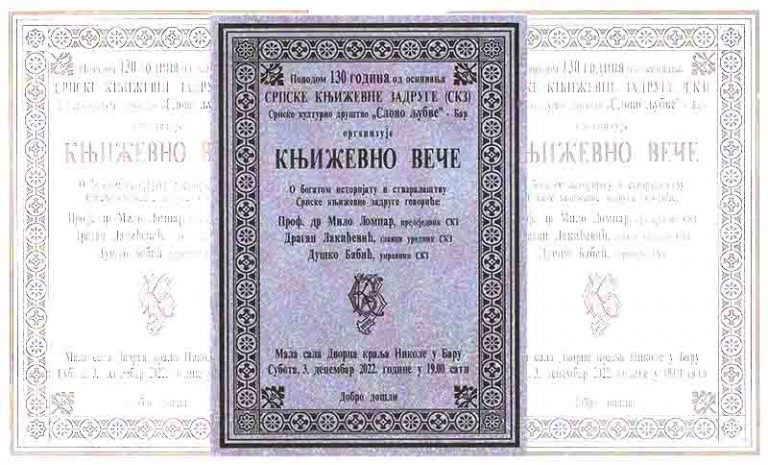 Поводом 130 година од оснивања
СРПСКЕ КЊИЖЕВНЕ ЗАДРУГЕ (СКЗ)
Српско културно друштво „Слово љубве" - Бар
организује
КЊИЖЕВНО ВЕЧЕ
О богатом историјату и стваралаштву
Српске књижевне задруге говориће:
Проф. др Мило Ломпар, председник СКЗ
Драган Лакићевић, главни уредник СКЗ
Душко Бабић, управник СКЗ
Мала сала Дворца краља Николе у Бару
Субота, 3. децембар 2022. године у 19.00 сати
Добро дошли